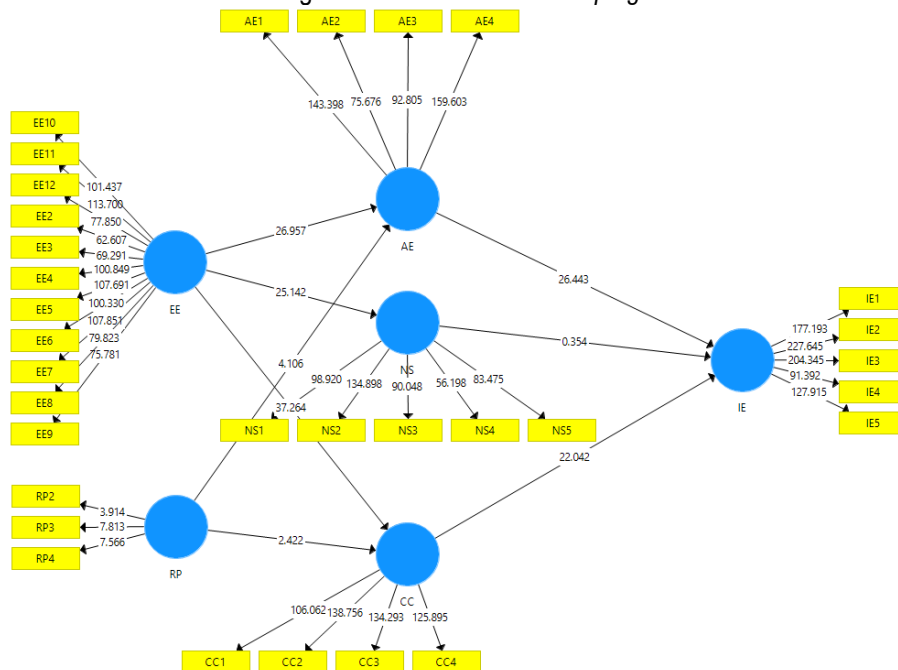 AE1
AE2
AE3
AE4
143.398
75.676
92.805
159.603
EE10
EE11
EE12
EE2
EE3
EE4
EE5
EE6
EE7
EE8
EE9
101.437
113.700
77.850
62.607
69.291
100.849
107.691
100.330
107.851
79.823
75.781
EE
26.957
25.142
4.106
37.264
AE
26.443
NS
0.354
98.920
134.898
90.048
56.198
83.475
NS1
NS2
NS3
NS4
NS5
IE
177.193
227.645
204.345
91.392
127.915
IE1
IE2
IE3
IE4
IE5
22.042
RP2
RP3
RP4
3.914
7.813
7.566
RP
2.422
CC
106.062
138.756
134.293
125.895
CC1
CC2
CC3
CC4